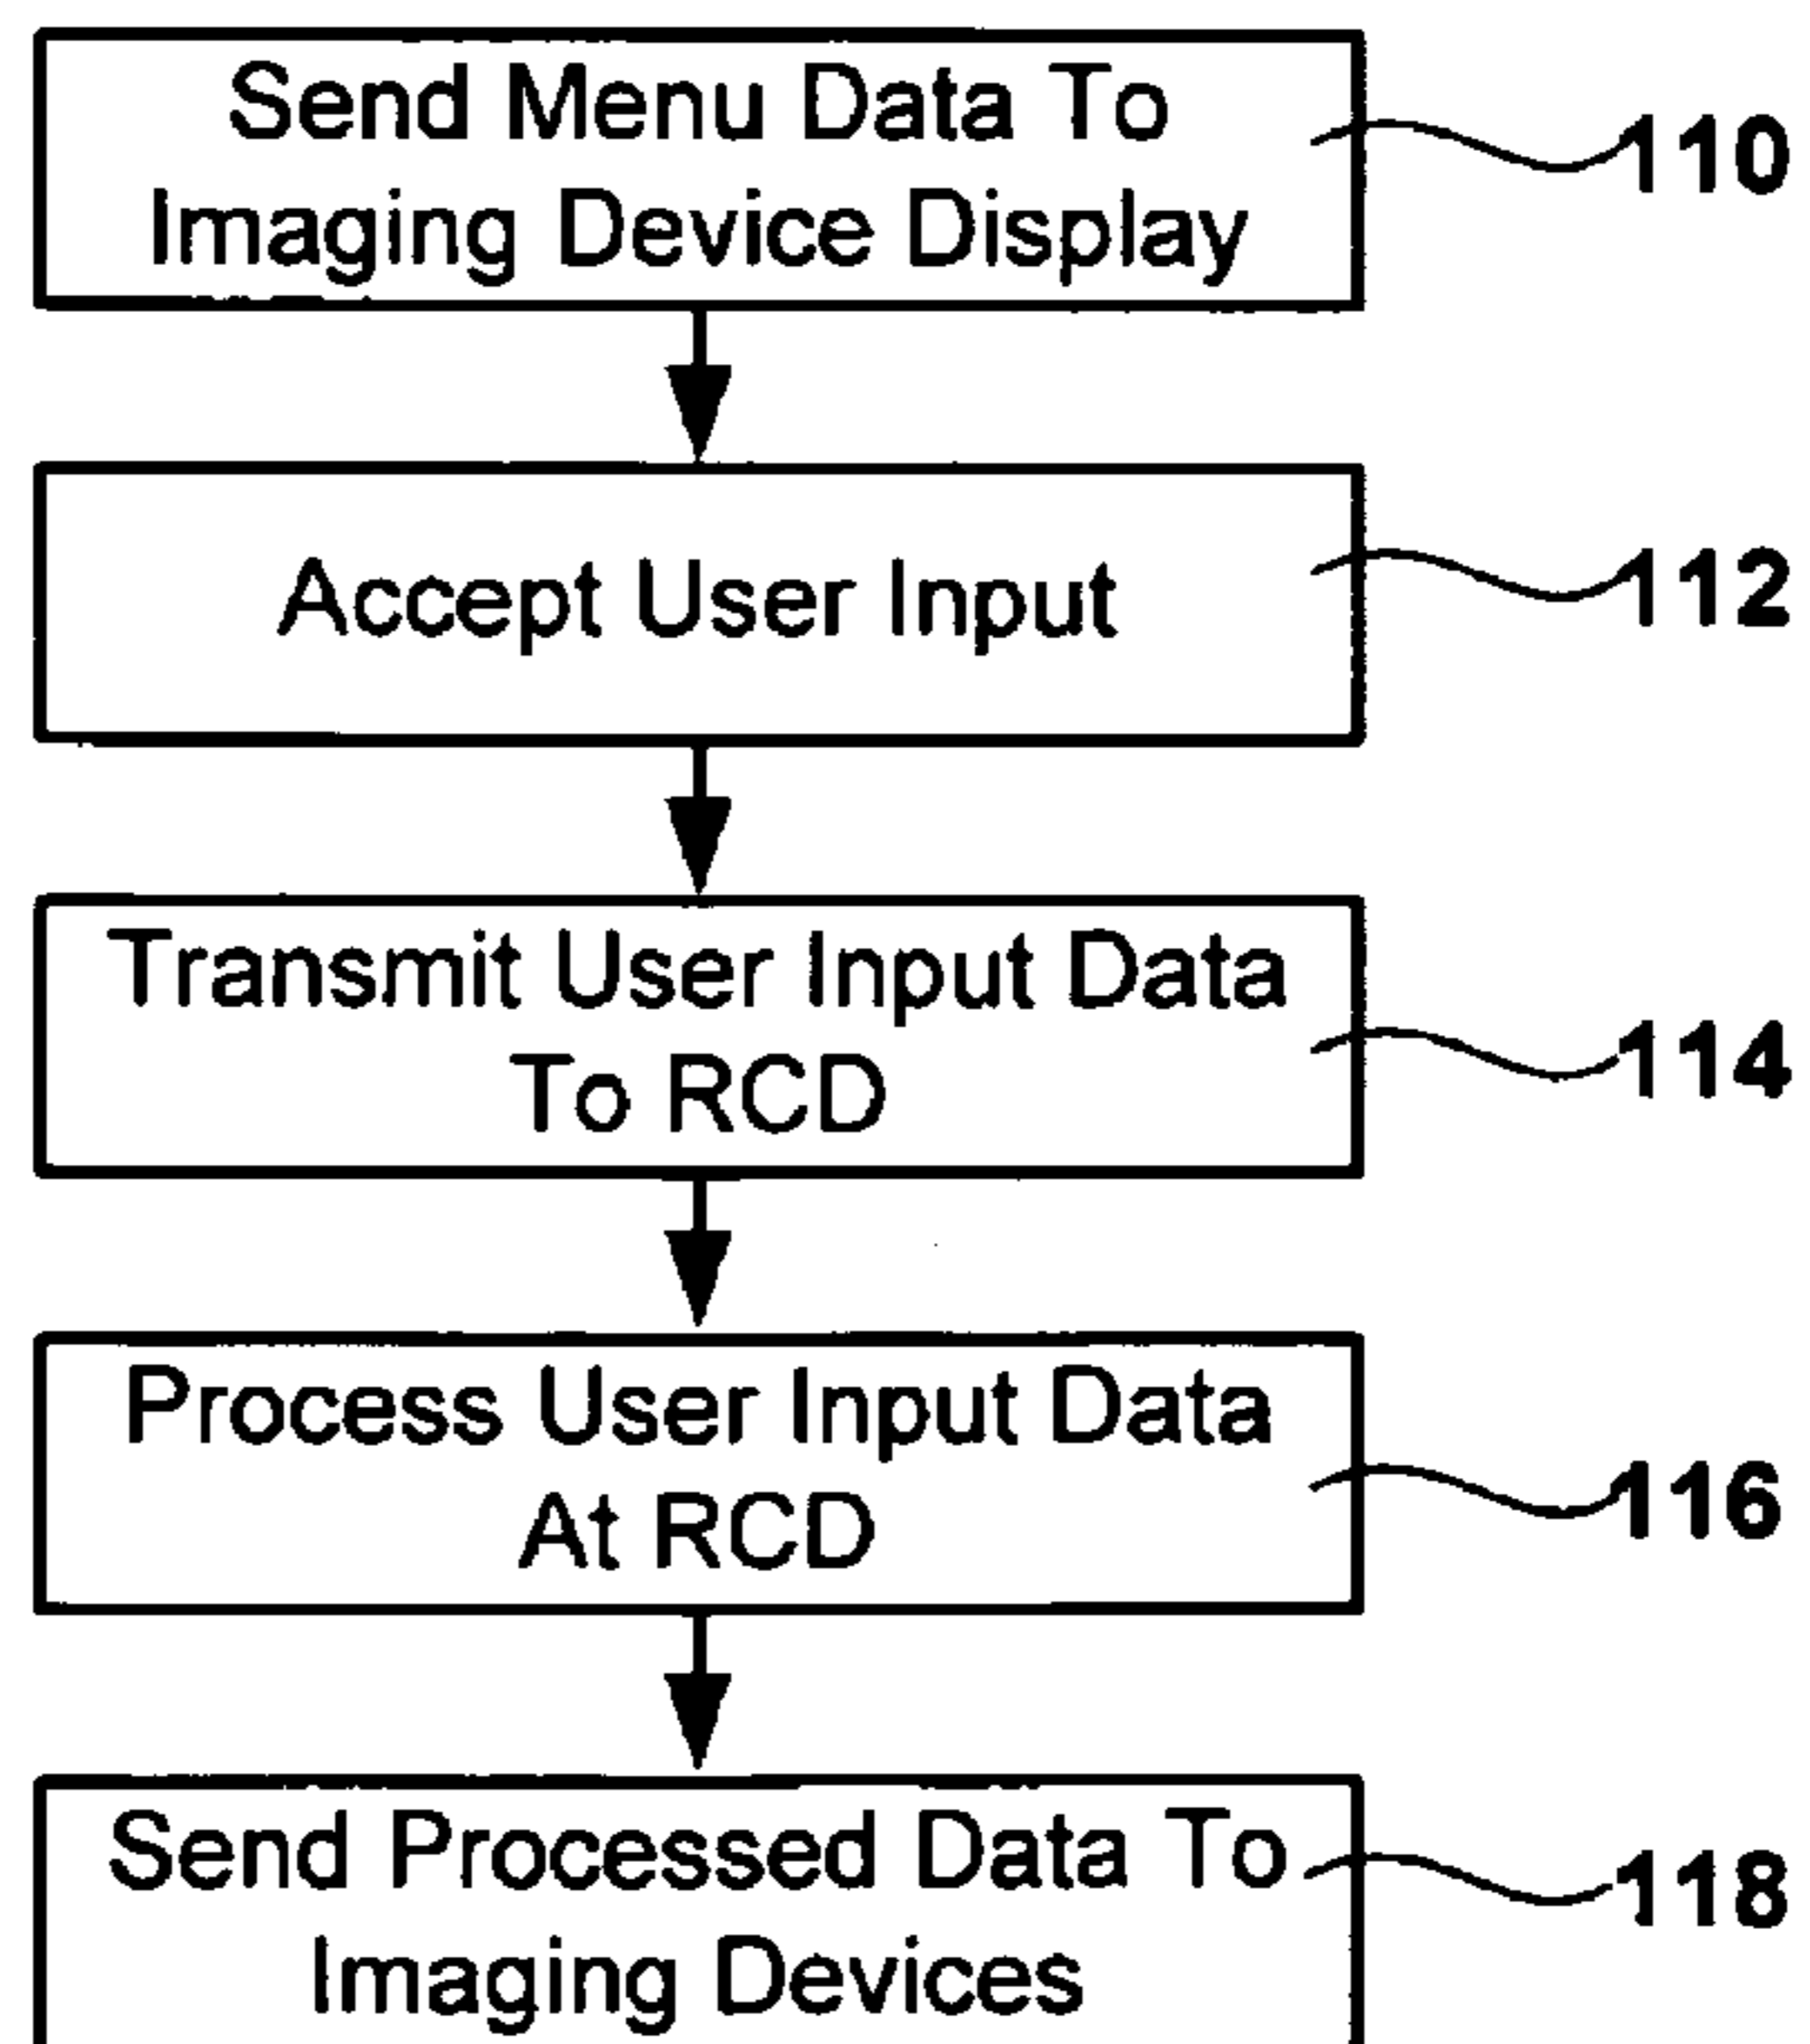 Send Menu Data To
Imaging Device Display
110
Accept User Input
112
Transmit User Input Data
To RCD
114
Process User Input Data
At RCD
116
Send Processed Data To
Imaging Devices
118